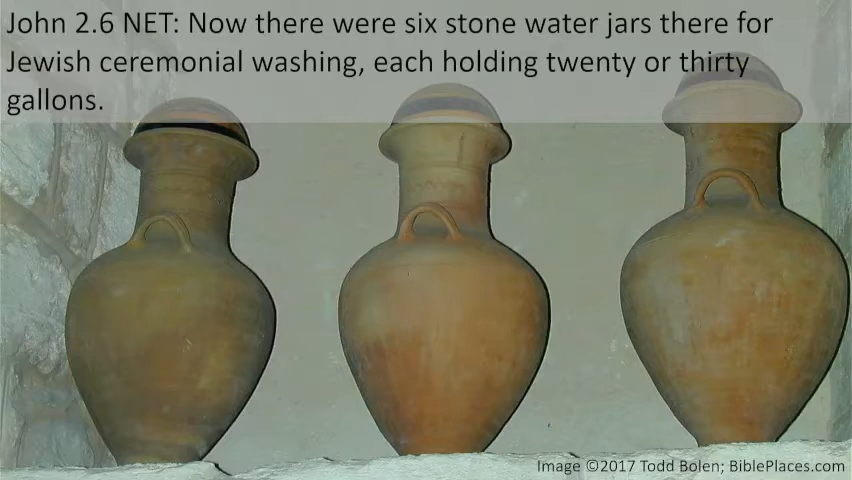 John 2.6 NET: Now there were six stone water jars there for
Jewish ceremonial washing, each holding twenty or thirty
gallons.
Image ©2017 Todd Bolen; BiblePlaces.com